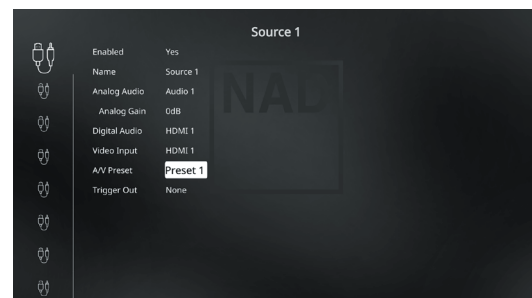 Source 1
Enabled Yes
Name Source 1
Analog Audio Audio 1
Analog Gain 0dB
Digital Audio HDMI 1
Video Input HDMI 1
A/V Preset Preset 1
Trigger Out None
NAD